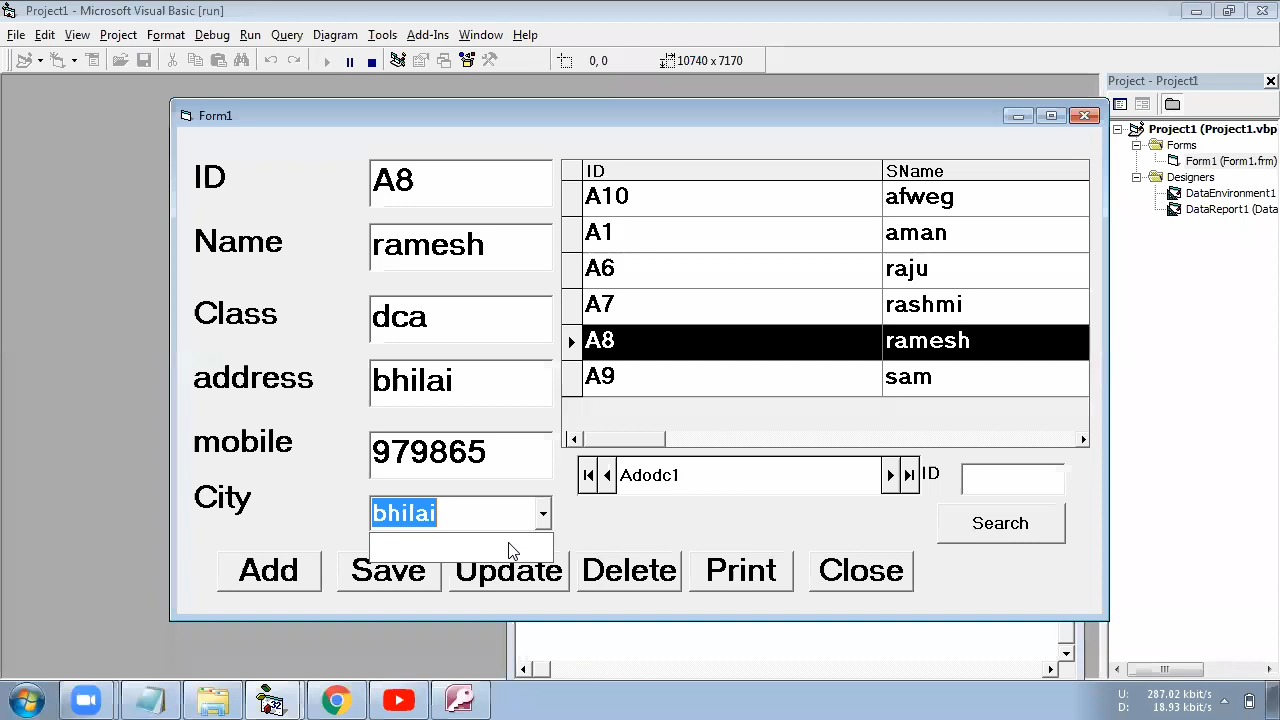 Project1 - Microsoft Visual Basic [run]
File Edit View Project Format Debug Run Query Diagram Tools Add-Ins Window Help
0, 0 10740 x 7170
Project - Project1
Project1 (Project1.vbp
Forms
Form1 (Form1.frm)
Designers
DataEnvironment1
DataReport1 (Data
Form1
ID A8
Name ramesh
Class dca
address bhilai
mobile 979865
City bhilai
ID SName
A10 afweg
A1 aman
A6 raju
A7 rashmi
A8 ramesh
A9 sam
Adodc1 ID
Search
Add Save Update Delete Print Close
32
U: 287.02 kbit/s
D: 18.93 kbit/s